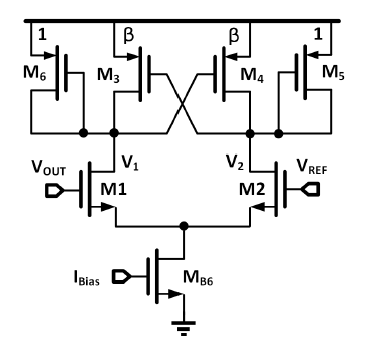 1 β β 1
M6 M3 M4 M5
VOUT V1 V2 VREF
M1 M2
IBias MB6